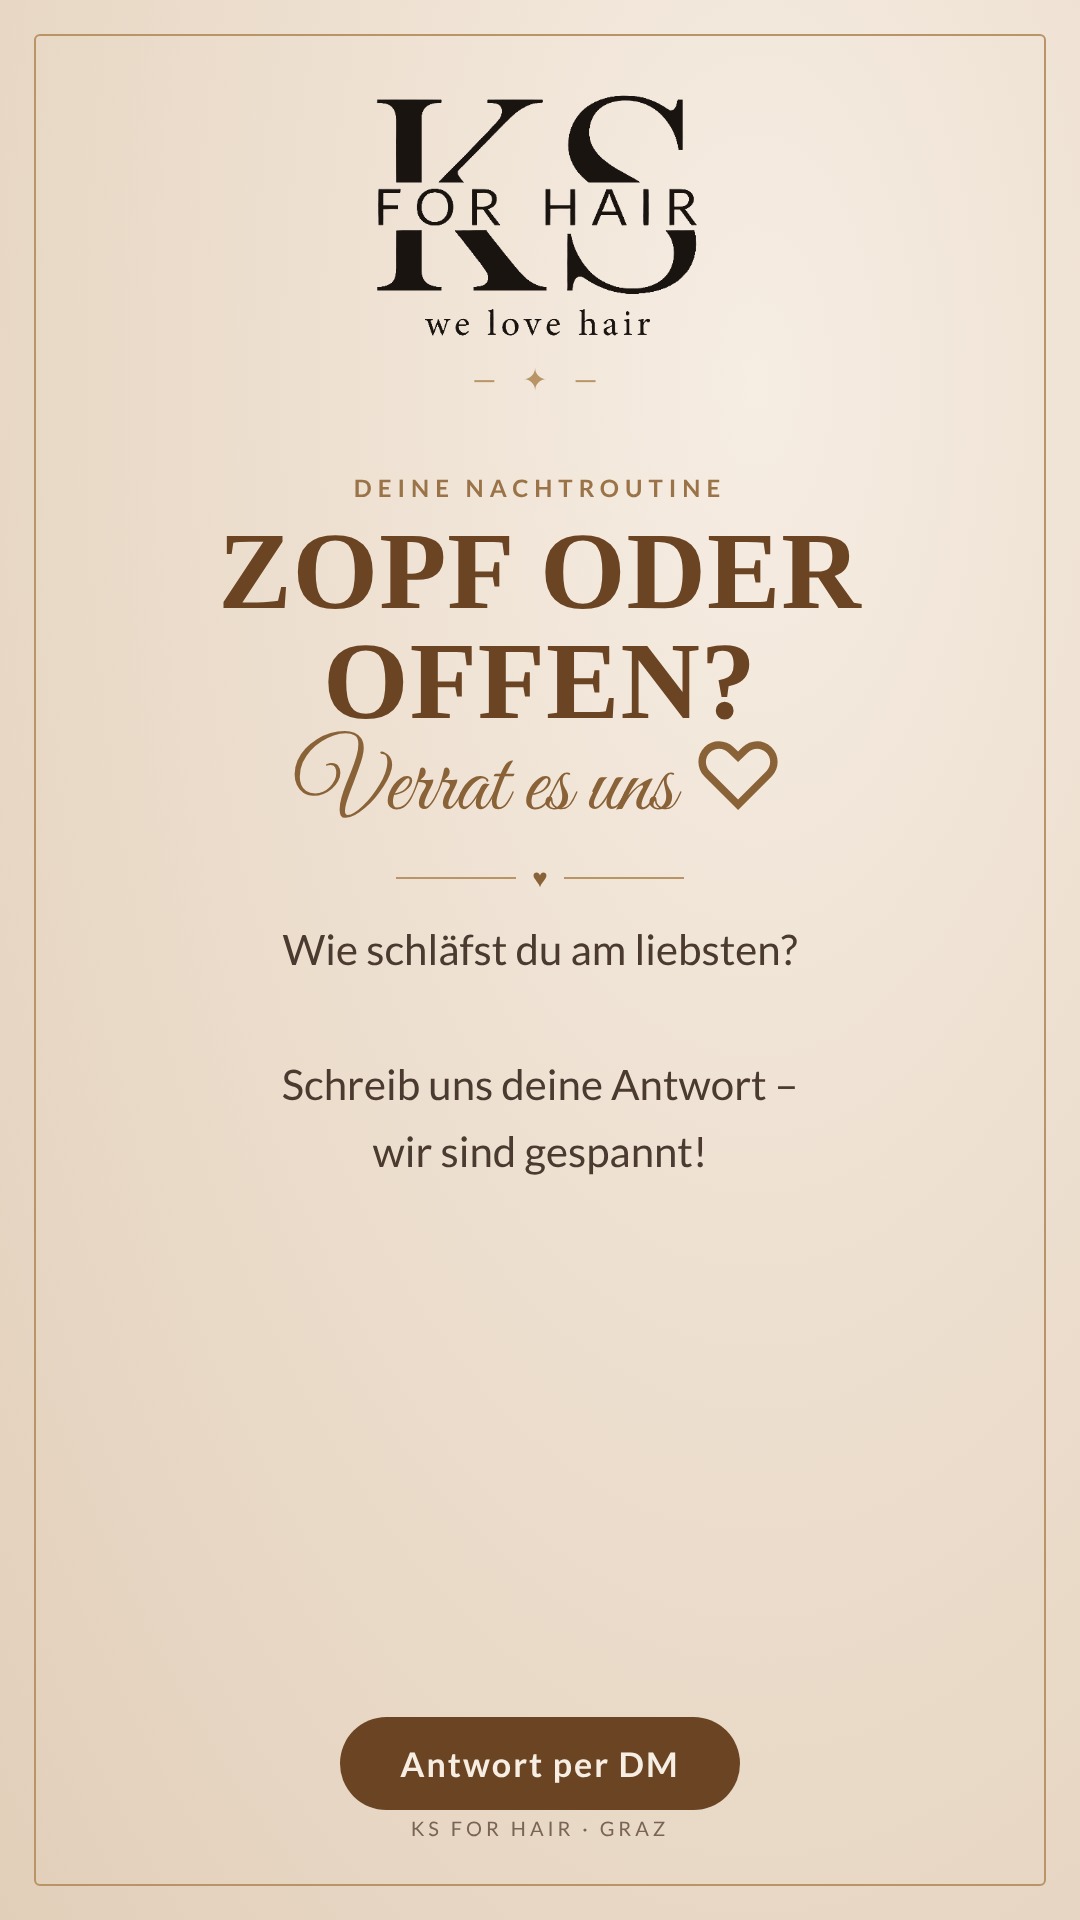 KS
FOR HAIR
we love hair
DEINE NACHTROUTINE
ZOPF ODER
OFFEN?
Verrat es uns ♡
Wie schläfst du am liebsten?
Schreib uns deine Antwort –
wir sind gespannt!
Antwort per DM
KS FOR HAIR · GRAZ